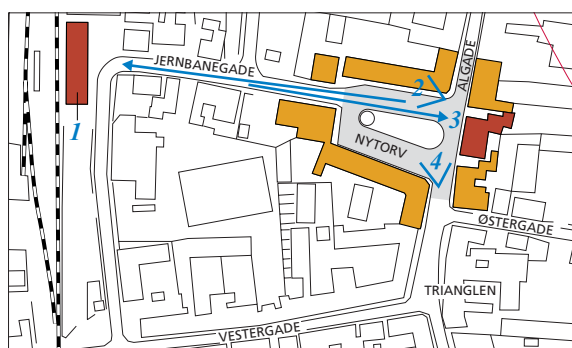 JERNBANEGADE
ALGADE
2
3
1
NYTORV
4
ØSTERGADE
TRIANGLEN
VESTERGADE